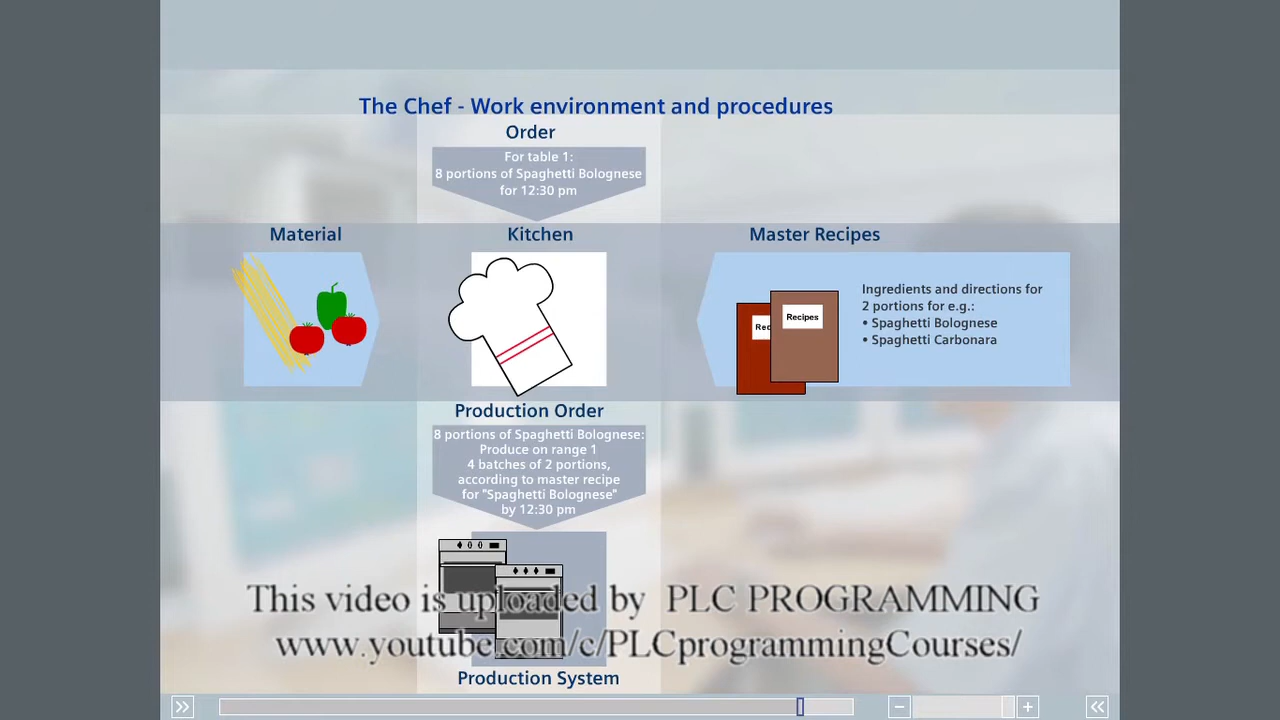 The Chef - Work environment and procedures
Order
For table 1:
8 portions of Spaghetti Bolognese
for 12:30 pm
Material
Kitchen
Master Recipes
Recipes
Rec
Ingredients and directions for
2 portions for e.g.:
• Spaghetti Bolognese
• Spaghetti Carbonara
Production Order
8 portions of Spaghetti Bolognese:
Produce on range 1
4 batches of 2 portions,
according to master recipe
for "Spaghetti Bolognese"
by 12:30 pm
This video is uploaded by PLC PROGRAMMING
www.youtube.com/c/PLCprogrammingCourses/
Production System